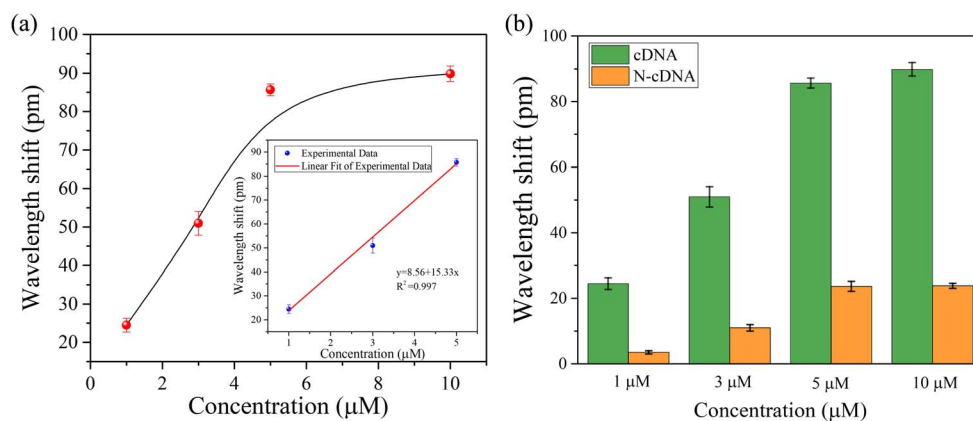 (a)
100
90
80
70
60
50
40
30
20
Wavelength shift (pm)
0 2 4 6 8 10
Concentration (μM)
Experimental Data
Linear Fit of Experimental Data
90
80
70
60
50
40
30
20
Wavelength shift (pm)
y=8.56+15.33x
R²=0.997
1 2 3 4 5
Concentration (μM)
(b)
cDNA
N-cDNA
100
80
60
40
20
0
Wavelength shift (pm)
1 μM 3 μM 5 μM 10 μM
Concentration (μM)